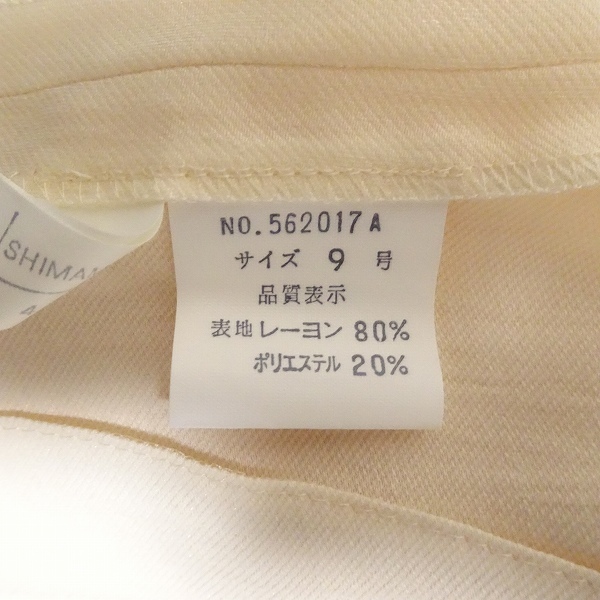 NO.562017A
サイズ 9 号
品質表示
表地 レーヨン 80%
ポリエステル 20%